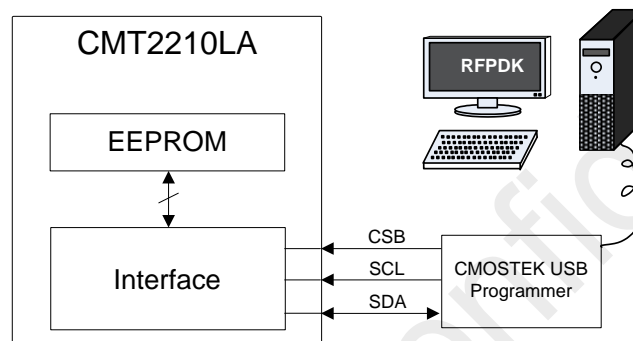 CMT2210LA
RFPDK
EEPROM
CSB
SCL
SDA
Interface
CMOSTEK USB
Programmer